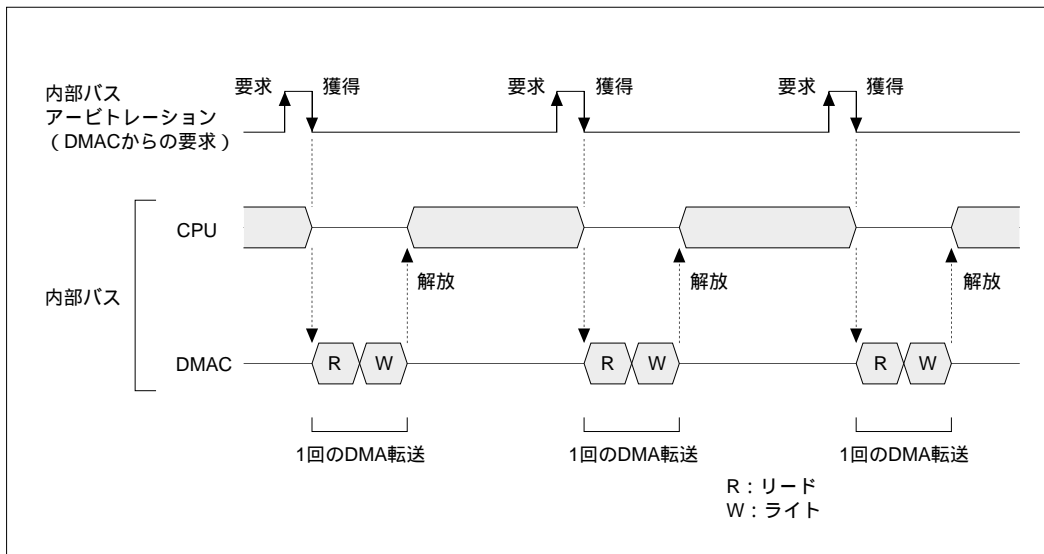 要求 獲得 要求 獲得 要求 獲得
内部バス
アービトレーション
（DMACからの要求）
CPU
解放 解放 解放
内部バス
DMAC R W R W R W
1回のDMA転送 1回のDMA転送 1回のDMA転送
R：リード
W：ライト